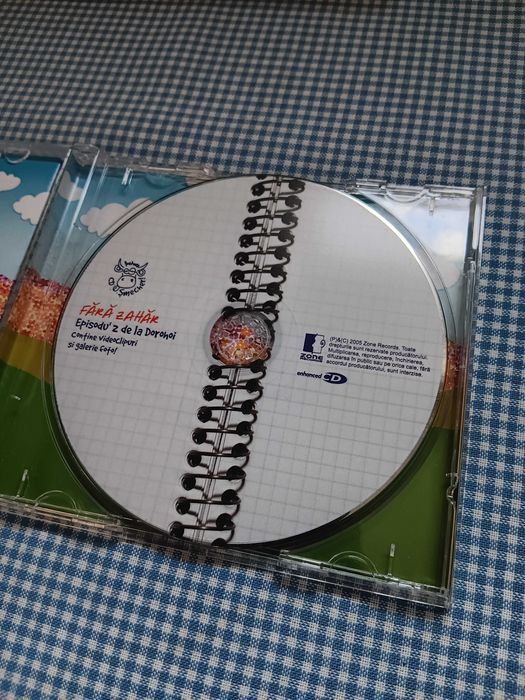 FĂRĂ ZAHĂR
Episodu' 2 de la Dorohoi
Conține videoclipuri
și galerie foto!
zone
(P)&(C) 2005 Zone Records. Toate
drepturile sunt rezervate producătorului.
Multiplicarea, reproducere, închirierea,
difuzarea în public sau pe orice cale, fără
acordul producătorului, sunt interzise.
enhanced CD